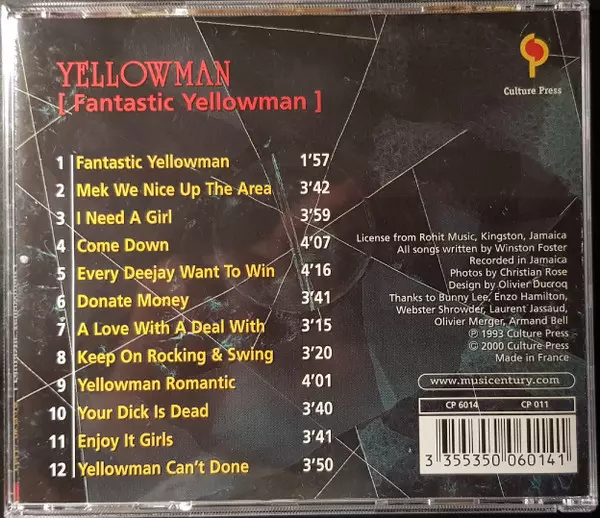 YELLOWMAN
[ Fantastic Yellowman ]
Culture Press
1 Fantastic Yellowman 1'57
2 Mek We Nice Up The Area 3'42
3 I Need A Girl 3'59
4 Come Down 4'07
5 Every Deejay Want To Win 4'16
6 Donate Money 3'41
7 A Love With A Deal With 3'15
8 Keep On Rocking & Swing 3'20
9 Yellowman Romantic 4'01
10 Your Dick Is Dead 3'40
11 Enjoy It Girls 3'41
12 Yellowman Can't Done 3'50
License from Rohit Music, Kingston, Jamaica
All songs written by Winston Foster
Recorded in Jamaica
Photos by Christian Rose
Design by Olivier Ducroq
Thanks to Bunny Lee, Enzo Hamilton,
Webster Shrowder, Laurent Jassaud,
Olivier Merger, Armand Bell
℗ 1993 Culture Press
© 2000 Culture Press
Made in France
www.musicentury.com
CP 6014 CP 011
3 355350 060141